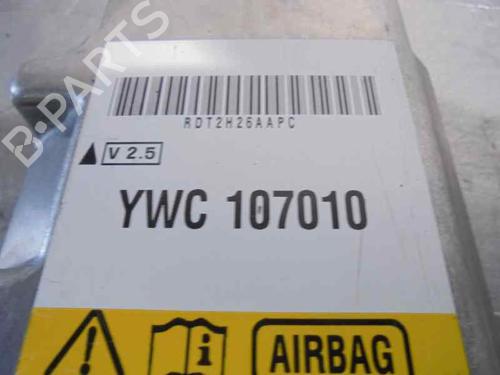 B-PARTS
RDT2H26AAPC
V 2.5
YWC 107010
! i AIRBAG